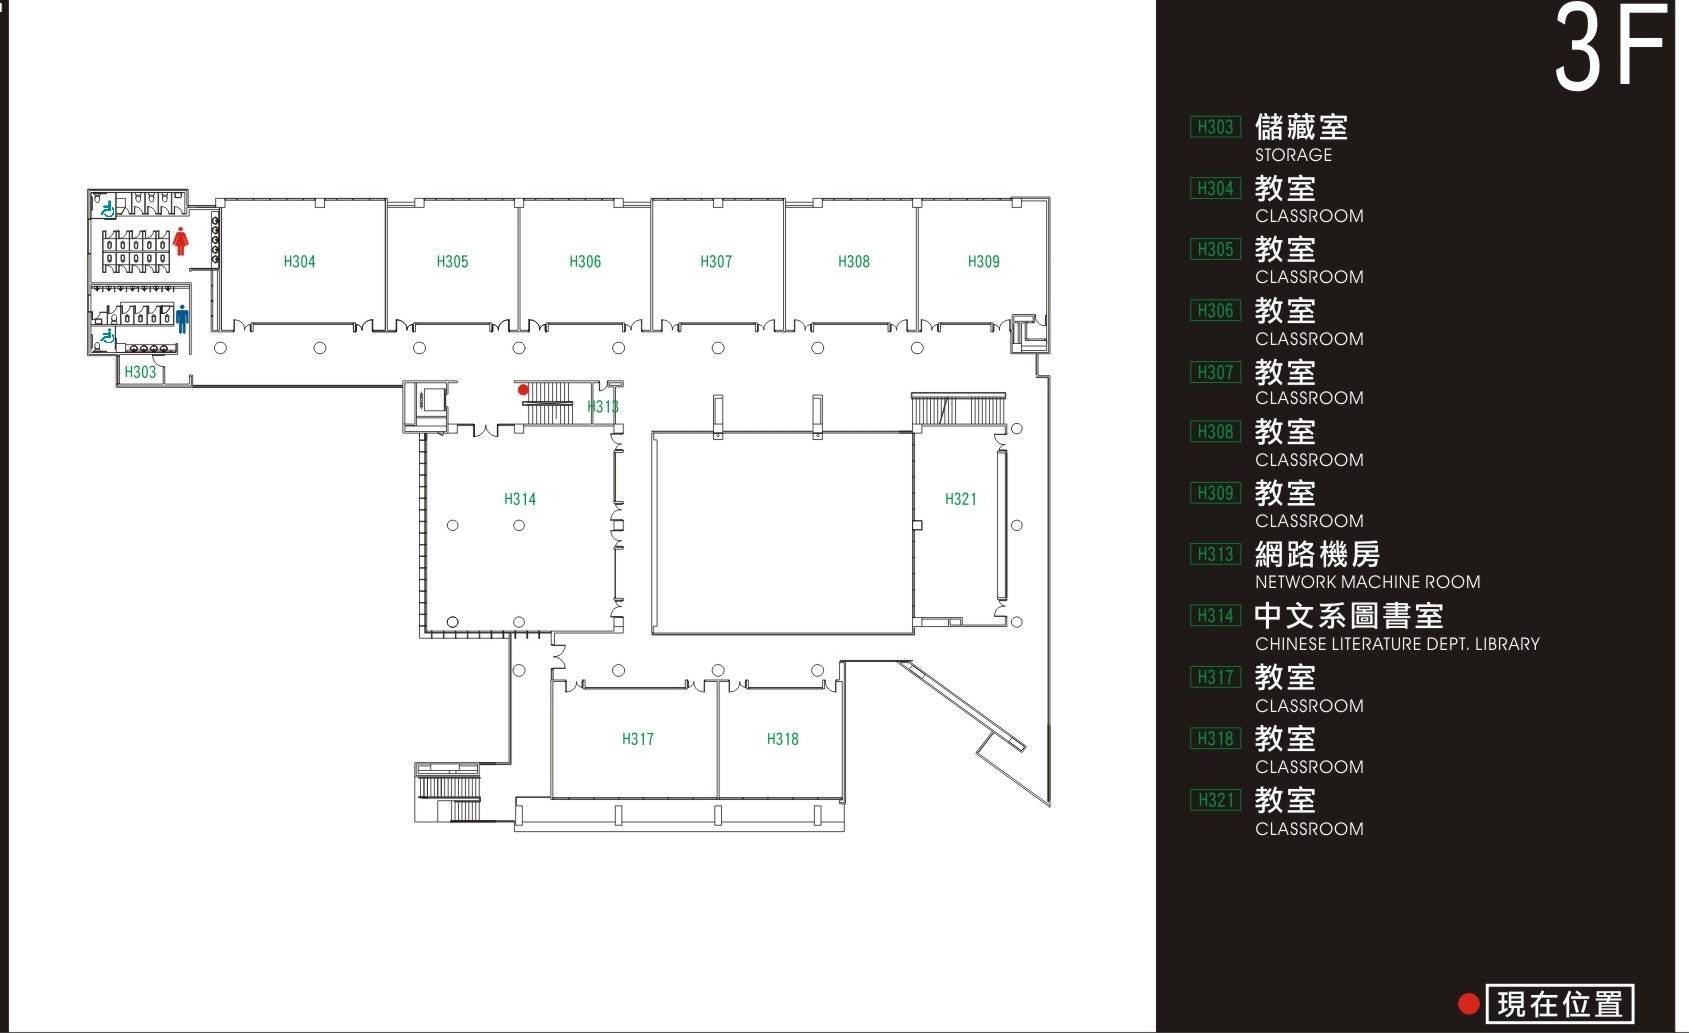 3F
H303 儲藏室
STORAGE
H304 教室
CLASSROOM
H305 教室
CLASSROOM
H306 教室
CLASSROOM
H307 教室
CLASSROOM
H308 教室
CLASSROOM
H309 教室
CLASSROOM
H313 網路機房
NETWORK MACHINE ROOM
H314 中文系圖書室
CHINESE LITERATURE DEPT. LIBRARY
H317 教室
CLASSROOM
H318 教室
CLASSROOM
H321 教室
CLASSROOM
現在位置
H304 H305 H306 H307 H308 H309
H303
H313
H314 H321
H317 H318